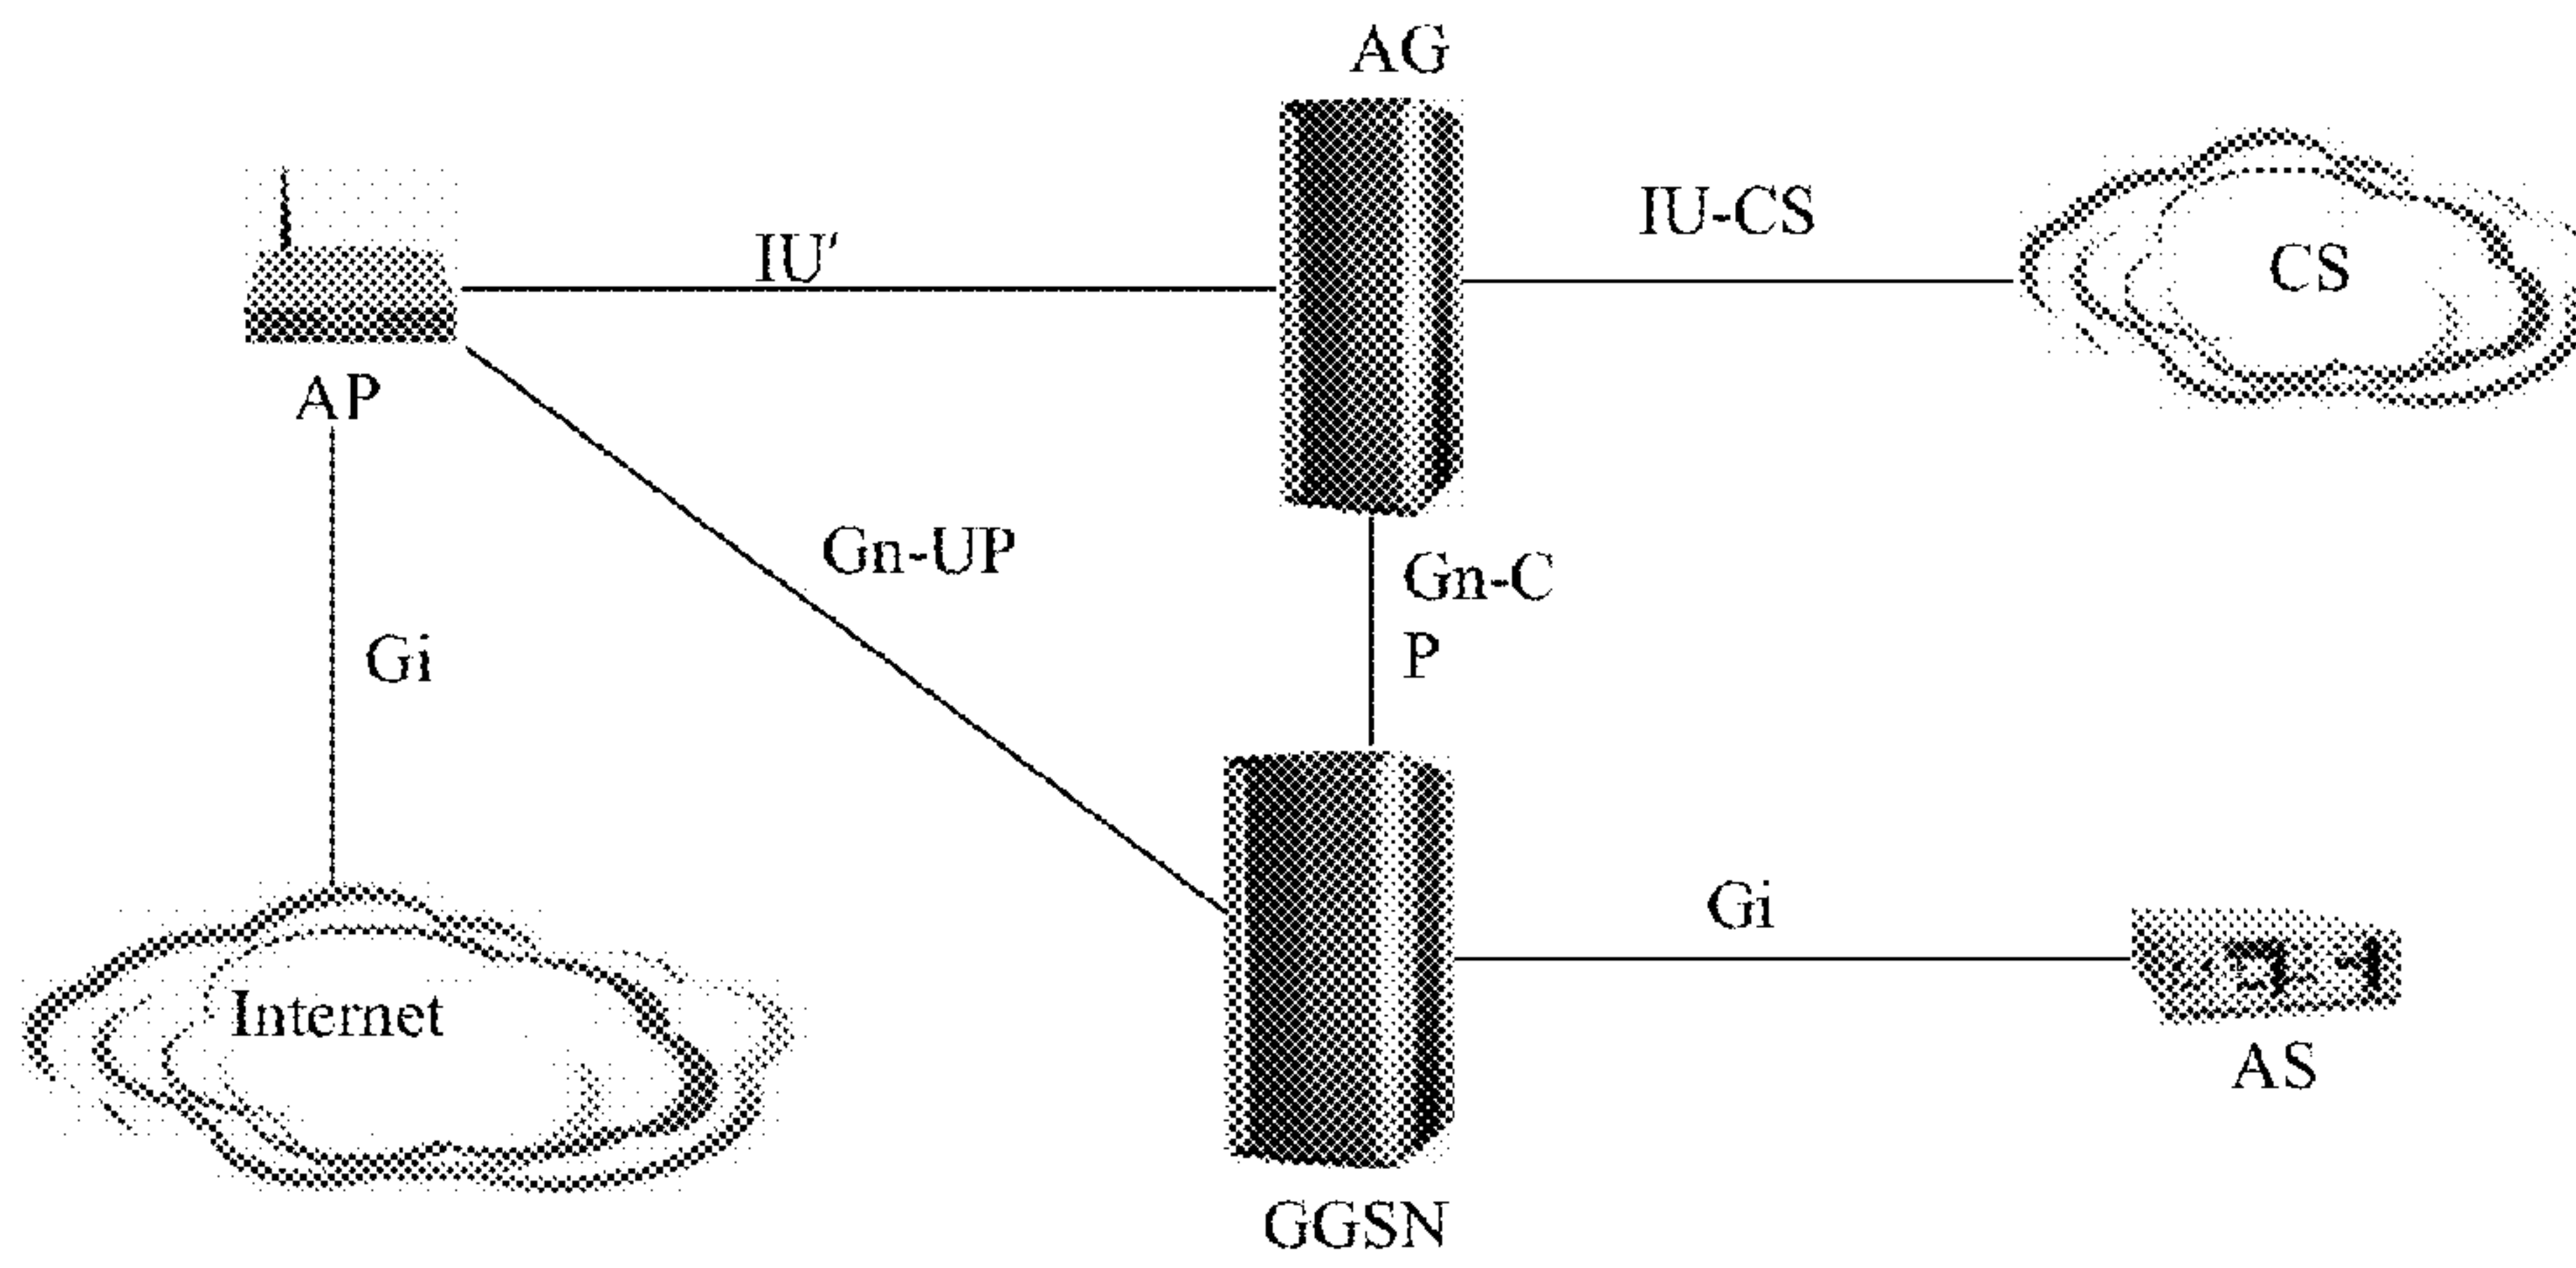 AG
IU-CS
IU'
CS
AP
Gn-UP
Gn-C
P
Gi
Gi
Internet
AS
GGSN